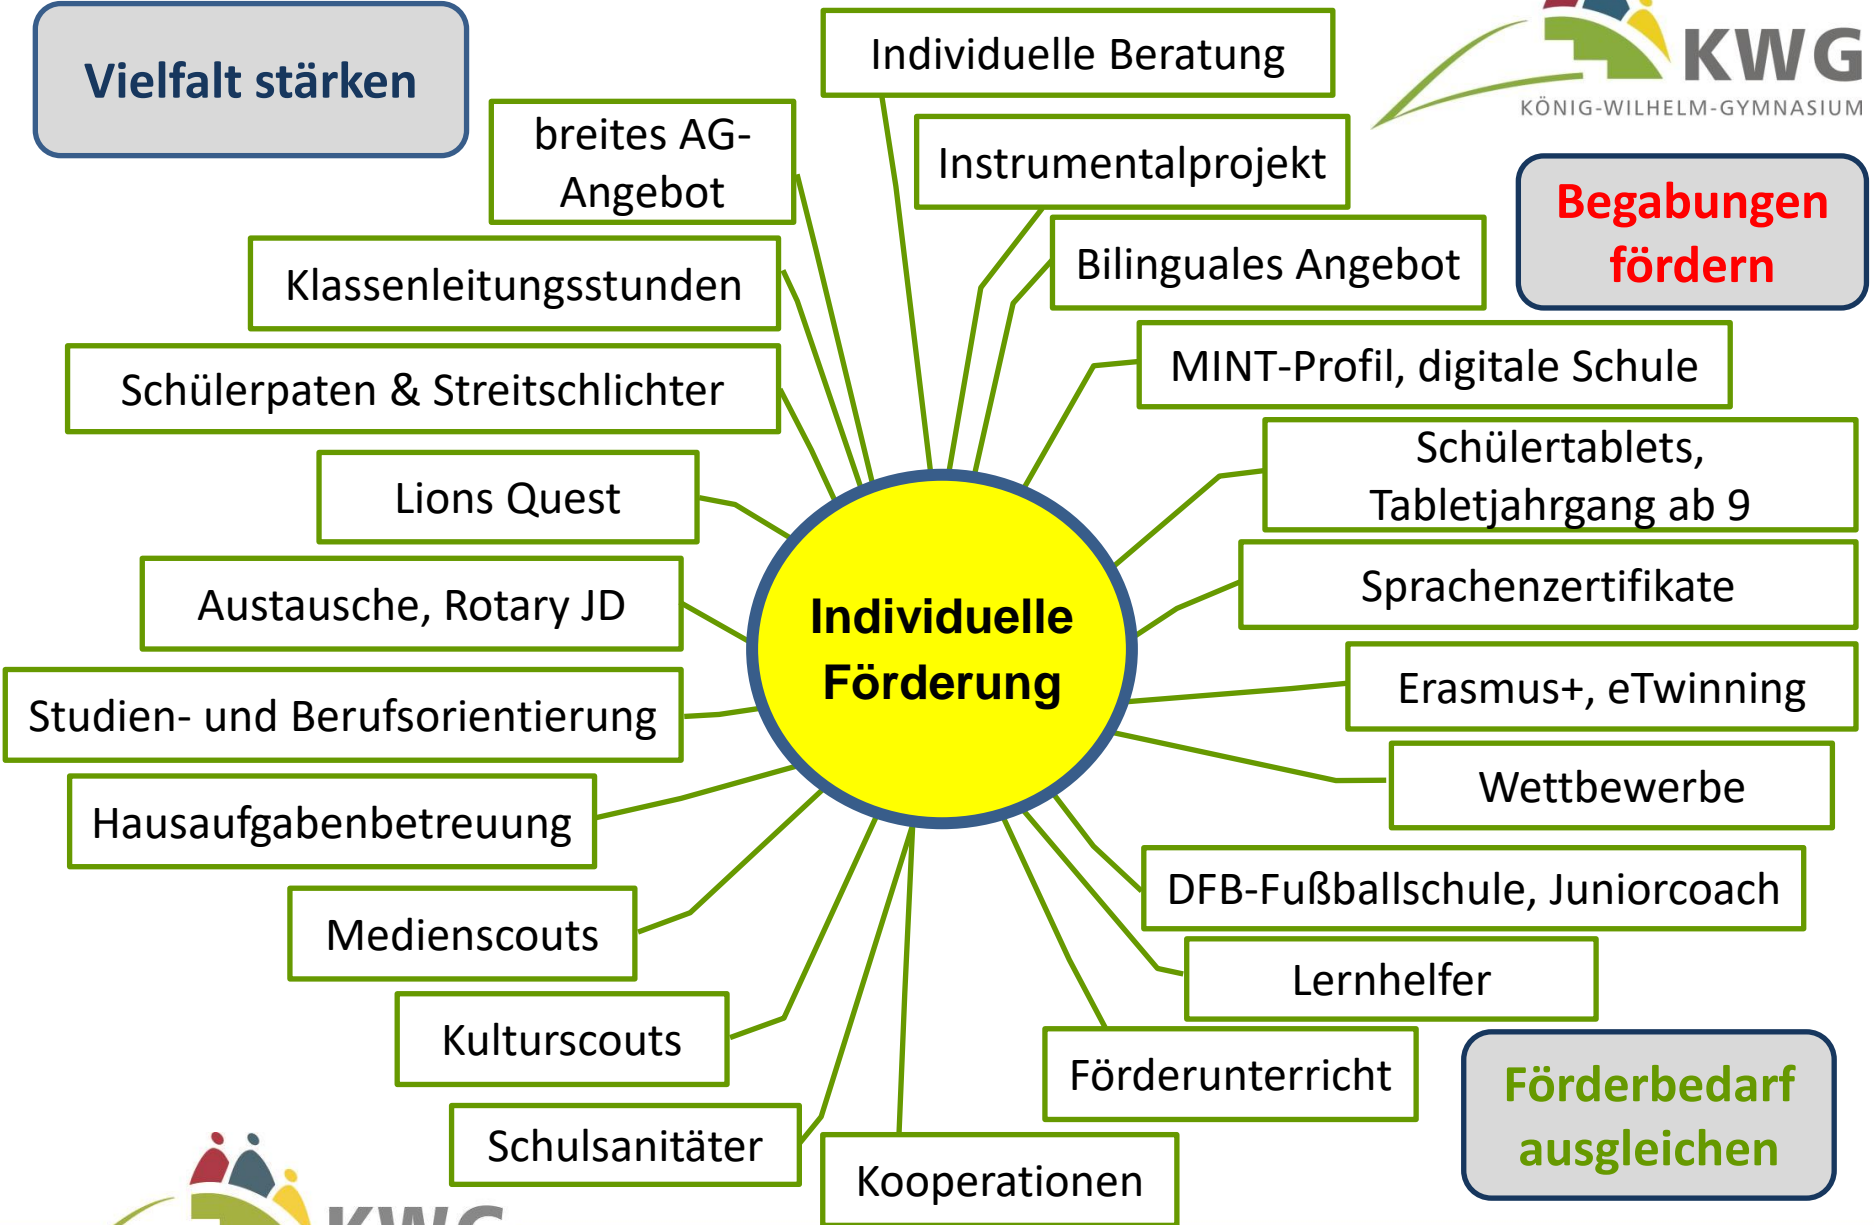 Vielfalt stärken
Individuelle Beratung
KWG
KÖNIG-WILHELM-GYMNASIUM
breites AG-
Angebot
Instrumentalprojekt
Begabungen
fördern
Klassenleitungsstunden
Bilinguales Angebot
Schülerpaten & Streitschlichter
MINT-Profil, digitale Schule
Lions Quest
Schülertablets,
Tabletjahrgang ab 9
Austausche, Rotary JD
Sprachenzertifikate
Individuelle
Förderung
Studien- und Berufsorientierung
Erasmus+, eTwinning
Hausaufgabenbetreuung
Wettbewerbe
Medienscouts
DFB-Fußballschule, Juniorcoach
Kulturscouts
Lernhelfer
Schulsanitäter
Förderunterricht
Kooperationen
Förderbedarf
ausgleichen
KWG